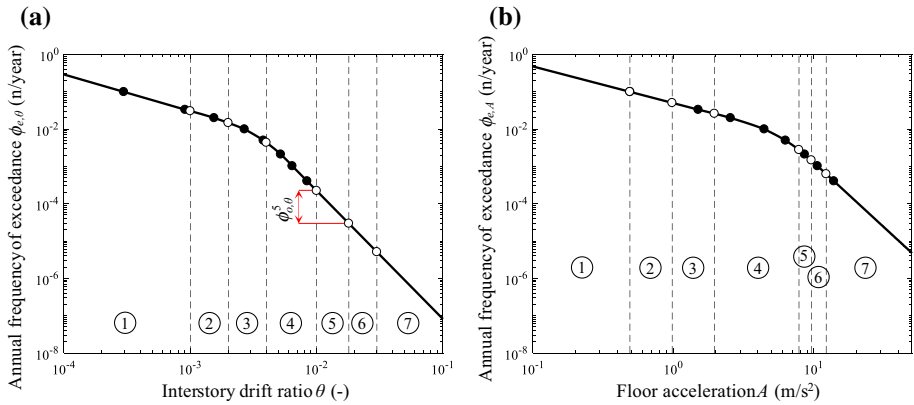 (a)
Annual frequency of exceedance ϕe,θ (n/year)
10^0
10^-2
10^-4
10^-6
10^-8
ϕ^5o,θ
① ② ③ ④ ⑤ ⑥ ⑦
10^-4 10^-3 10^-2 10^-1
Interstory drift ratio θ (-)
(b)
Annual frequency of exceedance ϕe,A (n/year)
10^0
10^-2
10^-4
10^-6
10^-8
① ② ③ ④ ⑤ ⑥ ⑦
10^-1 10^0 10^1
Floor acceleration A (m/s²)